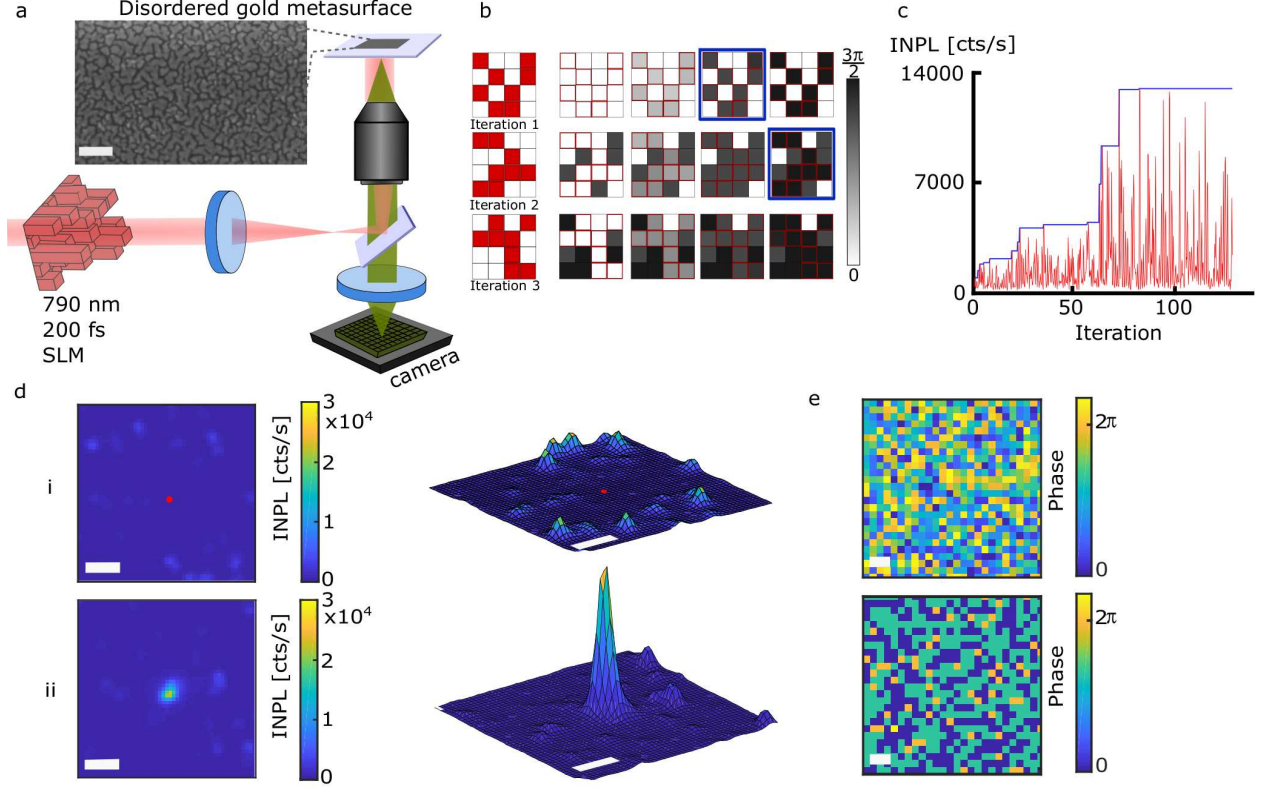 a
Disordered gold metasurface
790 nm
200 fs
SLM
camera
b
Iteration 1
Iteration 2
Iteration 3
3π
2
0
c
INPL [cts/s]
14000
7000
0
0
50
100
Iteration
d
i
3
x10⁴
2
1
0
INPL [cts/s]
ii
3
x10⁴
2
1
0
INPL [cts/s]
e
2π
0
Phase
2π
0
Phase